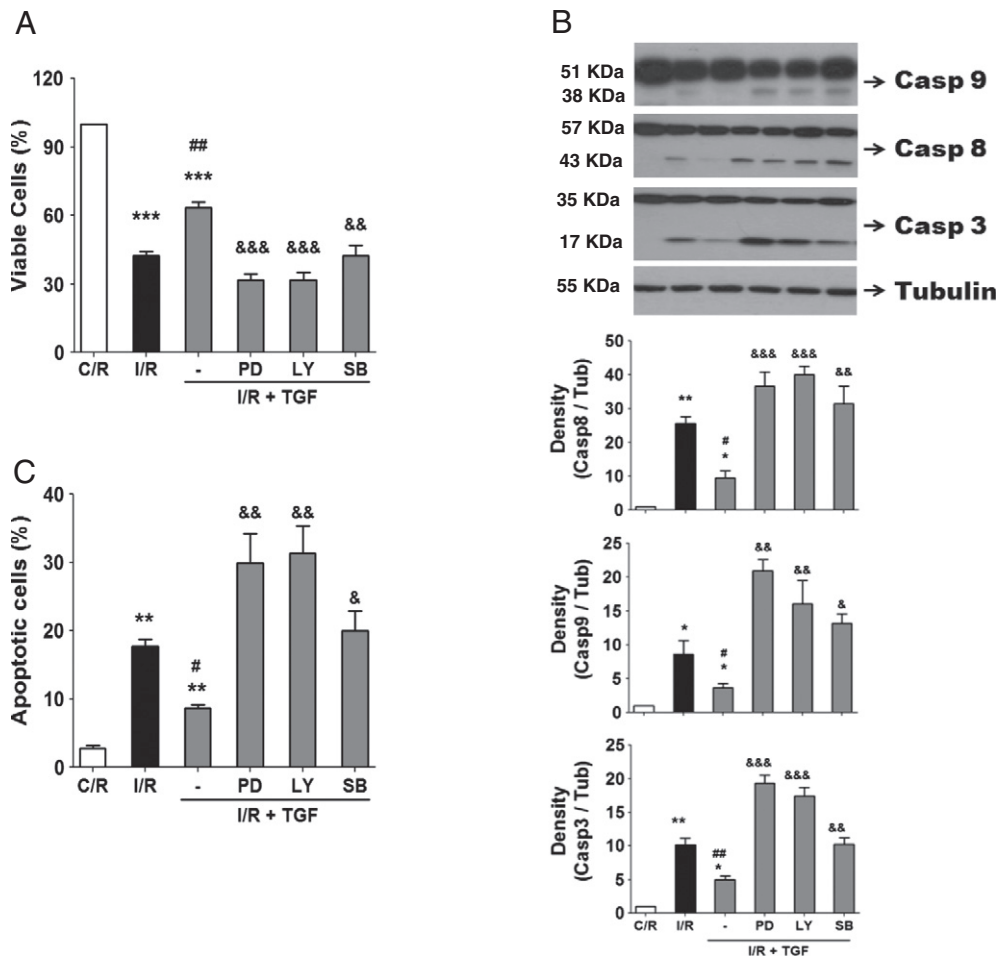 A
120
90
60
30
0
Viable Cells (%)
***
##
***
&&&
&&&
&&
C/R I/R - PD LY SB
I/R + TGF
B
51 KDa
38 KDa
→ Casp 9
57 KDa
43 KDa
→ Casp 8
35 KDa
17 KDa
→ Casp 3
55 KDa
→ Tubulin
50
40
30
20
10
0
Density
(Casp8 / Tub)
**
#
*
&&&
&&&
&&
25
20
15
10
5
0
Density
(Casp9 / Tub)
*
#
*
&&
&&
&
25
20
15
10
5
0
Density
(Casp3 / Tub)
**
##
*
&&&
&&&
&&
C/R I/R - PD LY SB
I/R + TGF
C
40
30
20
10
0
Apoptotic cells (%)
**
#
**
&&
&&
&
C/R I/R - PD LY SB
I/R + TGF